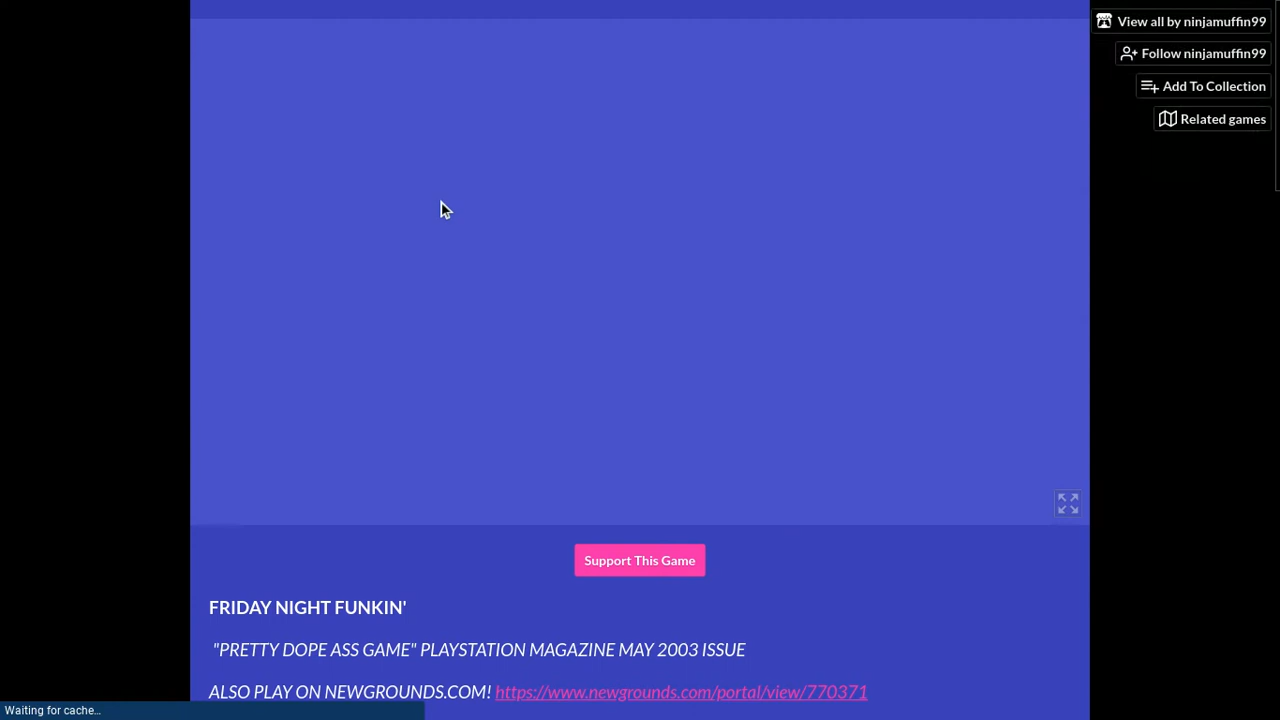 View all by ninjamuffin99
Follow ninjamuffin99
Add To Collection
Related games
Support This Game
FRIDAY NIGHT FUNKIN'
"PRETTY DOPE ASS GAME" PLAYSTATION MAGAZINE MAY 2003 ISSUE
ALSO PLAY ON NEWGROUNDS.COM! https://www.newgrounds.com/portal/view/770371
Waiting for cache...